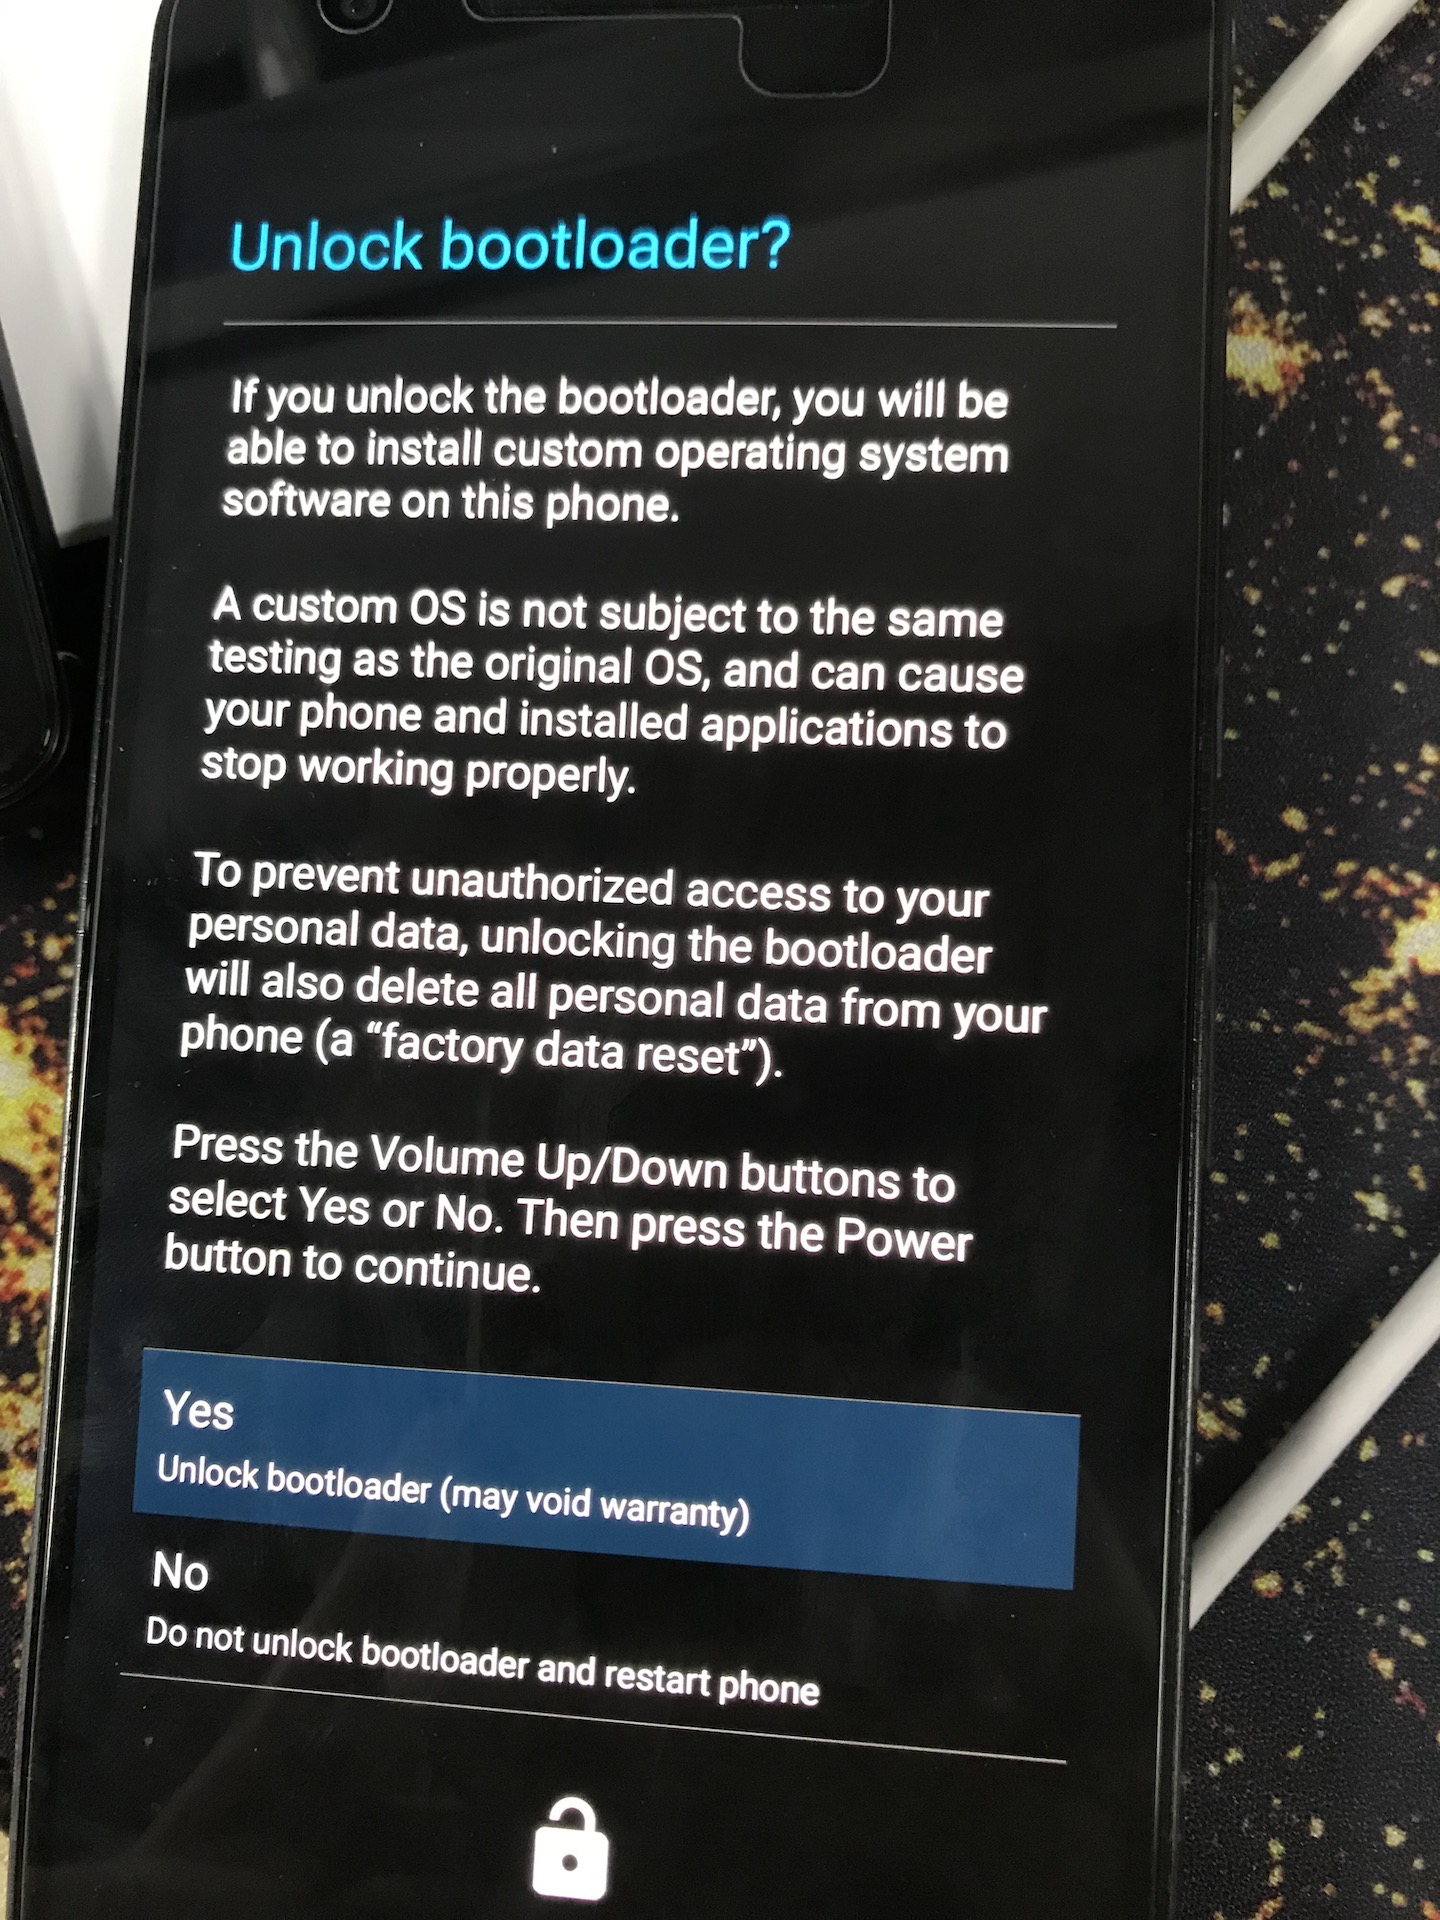 Unlock bootloader?
If you unlock the bootloader, you will be
able to install custom operating system
software on this phone.
A custom OS is not subject to the same
testing as the original OS, and can cause
your phone and installed applications to
stop working properly.
To prevent unauthorized access to your
personal data, unlocking the bootloader
will also delete all personal data from your
phone (a “factory data reset”).
Press the Volume Up/Down buttons to
select Yes or No. Then press the Power
button to continue.
Yes
Unlock bootloader (may void warranty)
No
Do not unlock bootloader and restart phone